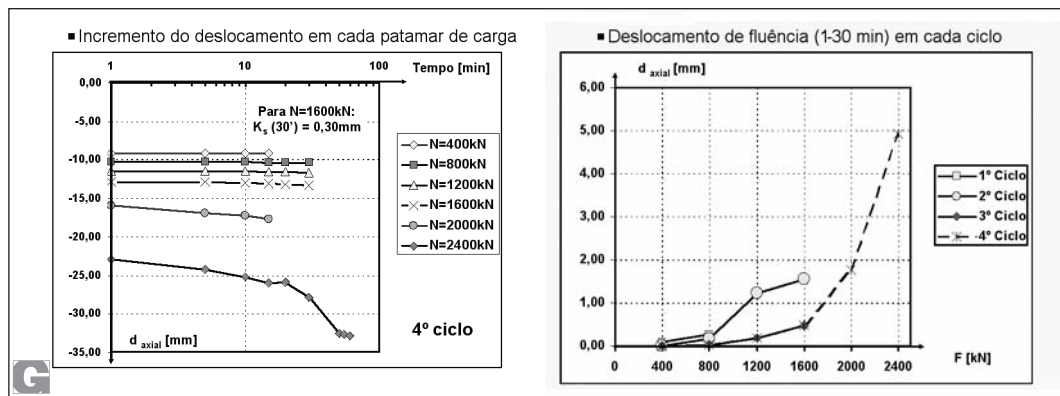 ▪ Incremento do deslocamento em cada patamar de carga
1 10 100
Tempo [min]
0,00
-5,00
-10,00
-15,00
-20,00
-25,00
-30,00
-35,00
Para N=1600kN:
Ks (30') = 0,30mm
N=400kN
N=800kN
N=1200kN
N=1600kN
N=2000kN
N=2400kN
d axial [mm]
4º ciclo
G
▪ Deslocamento de fluência (1-30 min) em cada ciclo
d axial [mm]
6,00
5,00
4,00
3,00
2,00
1,00
0,00
0 400 800 1200 1600 2000 2400
F [kN]
1º Ciclo
2º Ciclo
3º Ciclo
4º Ciclo